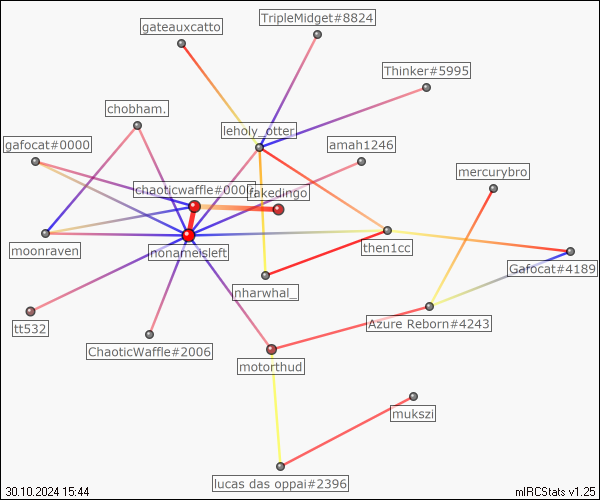 TripleMidget#8824
gateauxcatto
Thinker#5995
chobham.
leholy_otter
gafocat#0000
amah1246
mercurybro
chaoticwaffle#000
fakedingo
moonraven
nonameisleft
then1cc
Gafocat#4189
nharwhal_
tt532
Azure Reborn#4243
ChaoticWaffle#2006
motorthud
mukszi
lucas das oppai#2396
30.10.2024 15:44
mIRCStats v1.25